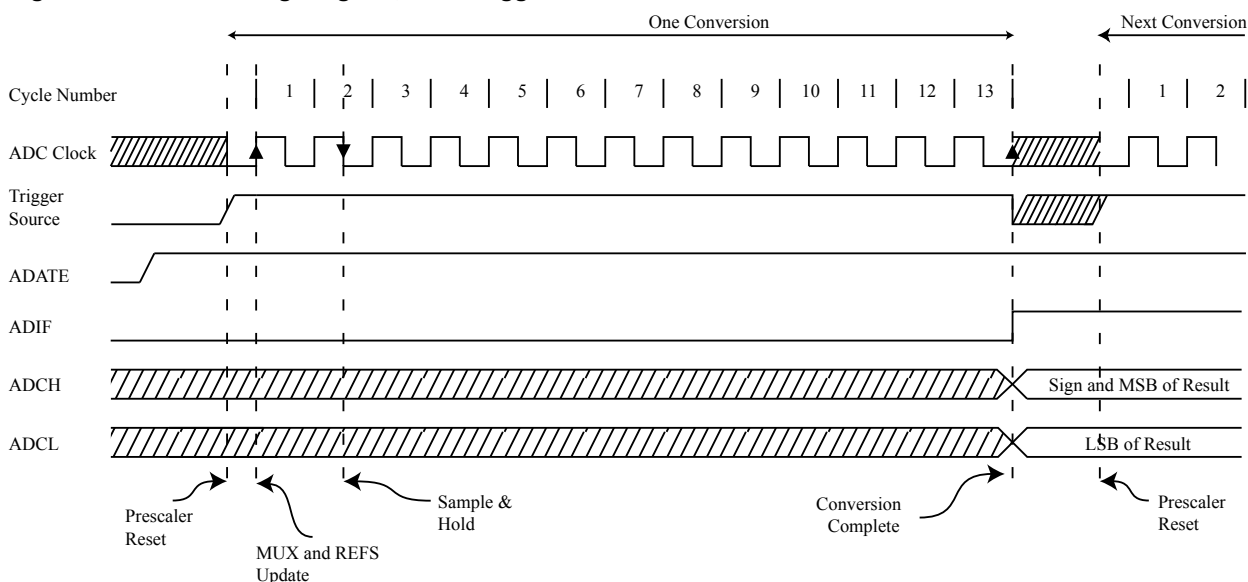 One Conversion
Next Conversion
Cycle Number
1 2 3 4 5 6 7 8 9 10 11 12 13 1 2
ADC Clock
Trigger
Source
ADATE
ADIF
ADCH
Sign and MSB of Result
ADCL
LSB of Result
Prescaler
Reset
MUX and REFS
Update
Sample &
Hold
Conversion
Complete
Prescaler
Reset